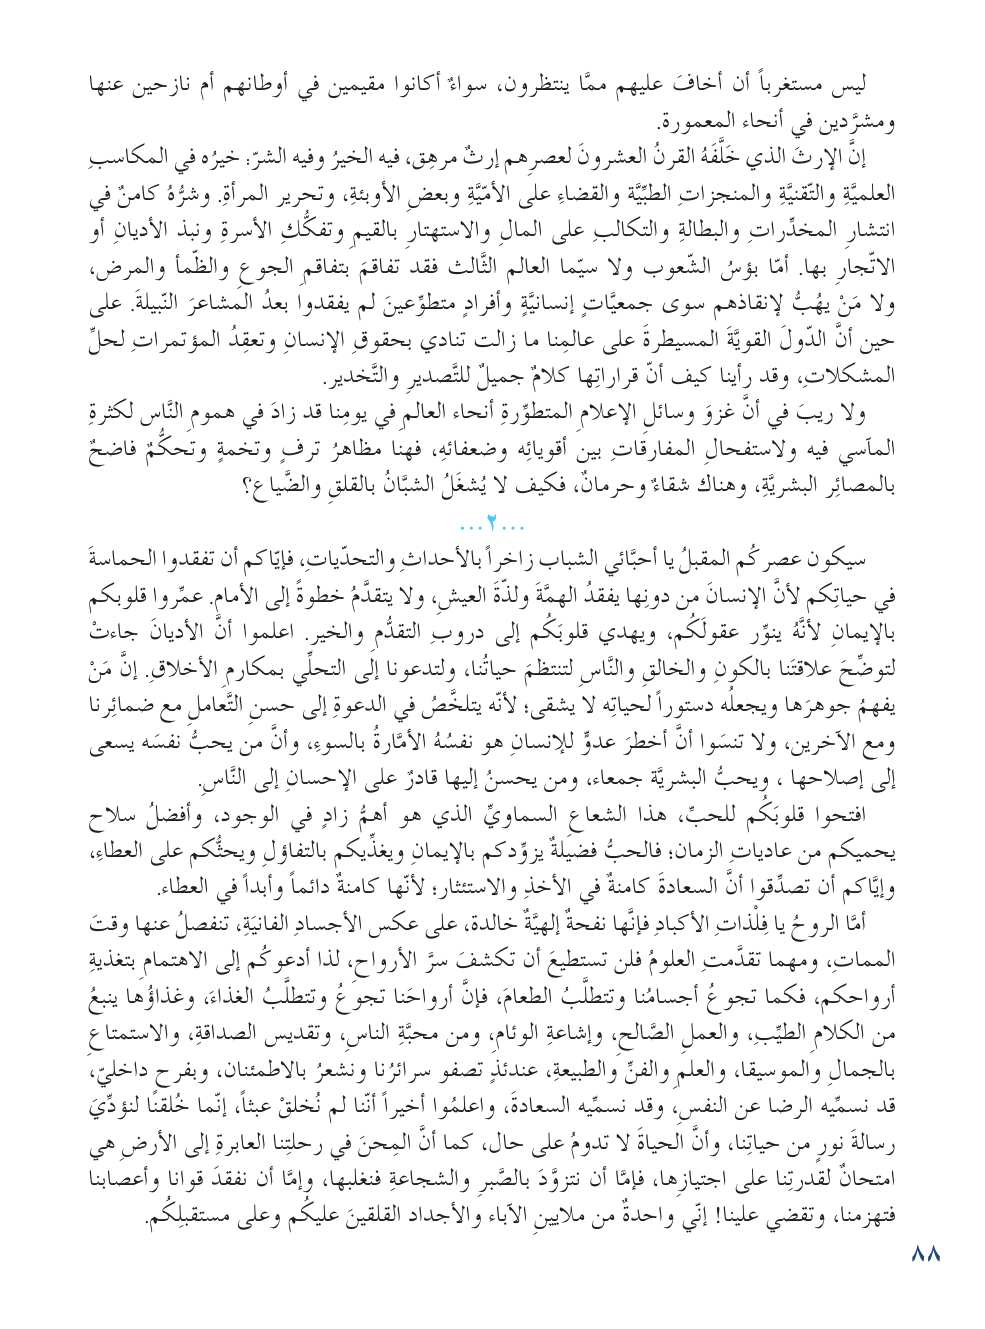 ليس مستغرباً أن أخافَ عليهم ممَّا ينتظرون، سواءٌ أكانوا مقيمين في أوطانهم أم نازحين عنها
ومشرَّدين في أنحاء المعمورة.
إنَّ الإرثَ الذي خَلَّفَهُ القرنُ العشرونَ لعصرِهم إرثٌ مرهِق، فيه الخيرُ وفيه الشرّ: خيرُه في المكاسبِ
العلميَّةِ والتّقنيَّةِ والمنجزاتِ الطبِّيَّة والقضاءِ على الأمّيَّةِ وبعضِ الأوبئةِ، وتحرير المرأةِ. وشرُّهُ كامنٌ في
انتشارِ المخدِّراتِ والبطالةِ والتكالبِ على المالِ والاستهتارِ بالقيمِ وتفكُّكِ الأسرةِ ونبذ الأديانِ أو
الاتّجارِ بها. أمّا بؤسُ الشّعوب ولا سيّما العالم الثَّالث فقد تفاقمَ بتفاقمِ الجوعِ والظّمأ والمرض،
ولا مَنْ يهُبُّ لإنقاذهم سوى جمعيَّاتٍ إنسانيَّةٍ وأفرادٍ متطوِّعينَ لم يفقدوا بعدُ المشاعرَ النّبيلةَ. على
حين أنَّ الدّولَ القويَّةَ المسيطرةَ على عالمِنا ما زالت تنادي بحقوقِ الإنسانِ وتعقِدُ المؤتمراتِ لحلِّ
المشكلاتِ، وقد رأينا كيف أنّ قراراتِها كلامٌ جميلٌ للتَّصديرِ والتَّخدير.
ولا ريبَ في أنَّ غزوَ وسائلِ الإعلامِ المتطوِّرةِ أنحاء العالم في يومِنا قد زادَ في همومِ النَّاس لكثرةِ
المآسي فيه ولاستفحالِ المفارقاتِ بين أقويائِه وضعفائهِ، فهنا مظاهرُ ترفٍ وتخمةٍ وتحكُّمٌ فاضحٌ
بالمصائِر البشريَّةِ، وهناك شقاءٌ وحرمانٌ، فكيف لا يُشغَلُ الشبَّانُ بالقلقِ والضَّياع؟
...٢...
سيكون عصركُم المقبلُ يا أحبَّائي الشباب زاخراً بالأحداثِ والتحدّيات، فإيّاكم أن تفقدوا الحماسةَ
في حياتِكم لأنَّ الإنسانَ من دونِها يفقدُ الهمَّةَ ولذّةَ العيشِ، ولا يتقدَّمُ خطوةً إلى الأمام. عمِّروا قلوبكم
بالإيمانِ لأنَّهُ ينوِّر عقولَكُم، ويهدي قلوبَكُم إلى دروبِ التقدُّمِ والخير. اعلموا أنَّ الأديانَ جاءتْ
لتوضِّحَ علاقتَنا بالكونِ والخالقِ والنَّاسِ لتنتظمَ حياتُنا، ولتدعونا إلى التحلِّي بمكارمِ الأخلاقِ. إنَّ مَنْ
يفهمُ جوهرَها ويجعلُه دستوراً لحياتِه لا يشقى؛ لأنّه يتلخَّصُ في الدعوةِ إلى حسنِ التَّعاملِ مع ضمائِرنا
ومع الآخرين، ولا تنسَوا أنَّ أخطرَ عدوٍّ للإنسانِ هو نفسُهُ الأمَّارةُ بالسوءِ، وأنَّ من يحبُّ نفسَه يسعى
إلى إصلاحها ، ويحبُّ البشريَّة جمعاء، ومن يحسنُ إليها قادرٌ على الإحسانِ إلى النَّاسِ.
افتحوا قلوبَكُم للحبِّ، هذا الشعاعِ السماويِّ الذي هو أهمُّ زادٍ في الوجود، وأفضلُ سلاح
يحميكم من عادياتِ الزمان؛ فالحبُّ فضيلةٌ يزوِّدكم بالإيمانِ ويغذِّيكم بالتفاؤلِ ويحثُّكم على العطاءِ،
وإيَّاكم أن تصدِّقوا أنَّ السعادةَ كامنةٌ في الأخذِ والاستئثار؛ لأنّها كامنةٌ دائماً وأبداً في العطاء.
أمَّا الروحُ يا فِلْذاتِ الأكبادِ فإنَّها نفحةٌ إلهيَّةٌ خالدة، على عكس الأجسادِ الفانيَةِ، تنفصلُ عنها وقتَ
المماتِ، ومهما تقدَّمتِ العلومُ فلن تستطيعَ أن تكشفَ سرَّ الأرواحِ، لذا أدعوكُم إلى الاهتمامِ بتغذيةِ
أرواحكم، فكما تجوعُ أجسامُنا وتتطلَّبُ الطعامَ، فإنَّ أرواحَنا تجوعُ وتتطلَّبُ الغذاءَ، وغذاؤُها ينبعُ
من الكلامِ الطيِّبِ، والعملِ الصَّالحِ، وإشاعةِ الوئامِ، ومن محبَّةِ الناسِ، وتقديس الصداقةِ، والاستمتاعِ
بالجمالِ والموسيقا، والعلمِ والفنِّ والطبيعةِ، عندئذٍ تصفو سرائرُنا ونشعرُ بالاطمئنان، وبفرحٍ داخليّ،
قد نسمِّيه الرضا عن النفسِ، وقد نسمِّيه السعادةَ، واعلمُوا أخيراً أنّنا لم نُخلقْ عبثاً، إنّما خُلقنا لنؤدِّيَ
رسالةَ نورٍ من حياتِنا، وأنَّ الحياةَ لا تدومُ على حال، كما أنَّ المِحنَ في رحلتِنا العابرةِ إلى الأرضِ هي
امتحانٌ لقدرتِنا على اجتيازِها، فإمَّا أن نتزوَّدَ بالصَّبرِ والشجاعةِ فنغلبها، وإمَّا أن نفقدَ قوانا وأعصابنا
فتهزمنا، وتقضي علينا! إنّي واحدةٌ من ملايينِ الآباء والأجداد القلقينَ عليكُم وعلى مستقبلِكُم.
٨٨